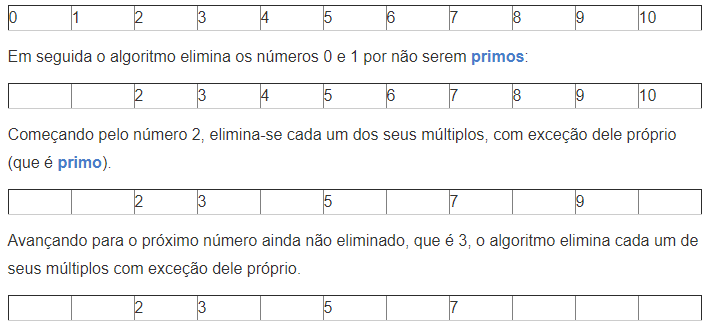 0 1 2 3 4 5 6 7 8 9 10
Em seguida o algoritmo elimina os números 0 e 1 por não serem primos:
2 3 4 5 6 7 8 9 10
Começando pelo número 2, elimina-se cada um dos seus múltiplos, com exceção dele próprio
(que é primo).
2 3 5 7 9
Avançando para o próximo número ainda não eliminado, que é 3, o algoritmo elimina cada um de
seus múltiplos com exceção dele próprio.
2 3 5 7